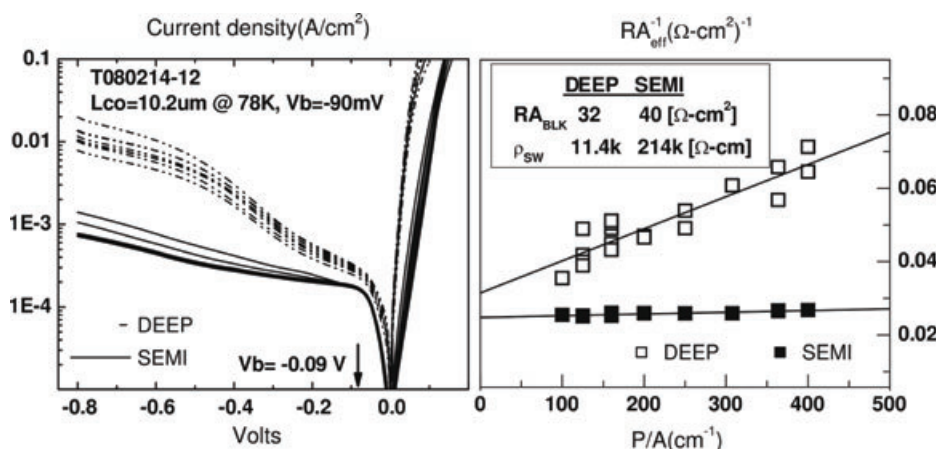 Current density(A/cm²)
0.1
0.01
1E-3
1E-4
T080214-12
Lco=10.2um @ 78K, Vb=-90mV
DEEP
SEMI
Vb= -0.09 V
-0.8 -0.6 -0.4 -0.2 0.0
Volts
RA⁻¹eff(Ω-cm²)⁻¹
DEEP SEMI
RABLK 32 40 [Ω-cm²]
ρSW 11.4k 214k [Ω-cm]
0.08
0.06
0.04
0.02
DEEP SEMI
0 100 200 300 400 500
P/A(cm⁻¹)